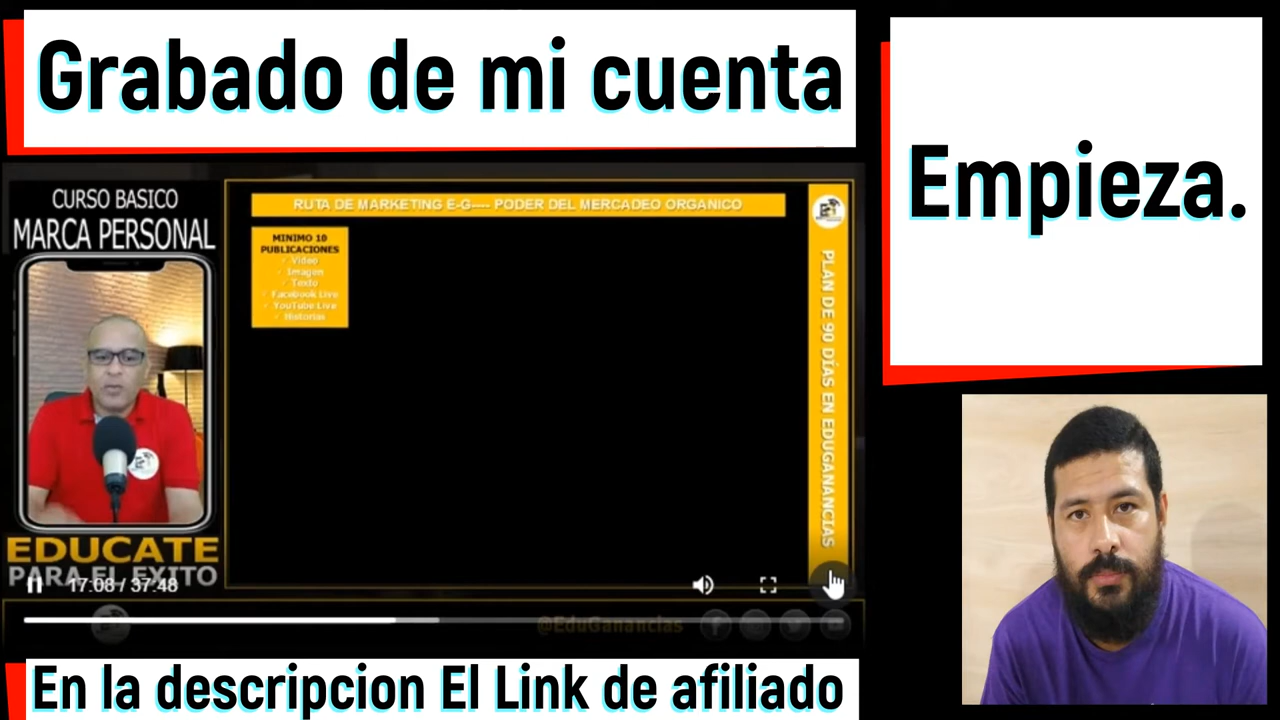 Grabado de mi cuenta
Empieza.
CURSO BASICO
MARCA PERSONAL
RUTA DE MARKETING E-G---- PODER DEL MERCADEO ORGANICO
MINIMO 10
PUBLICACIONES
Video
Imagen
Texto
Facebook Live
YouTube Live
Historias
PLAN DE 90 DÍAS EN EDUGANANCIAS
EDUCATE
PARA EL EXITO
17:08 / 37:48
@EduGanancias
En la descripcion El Link de afiliado